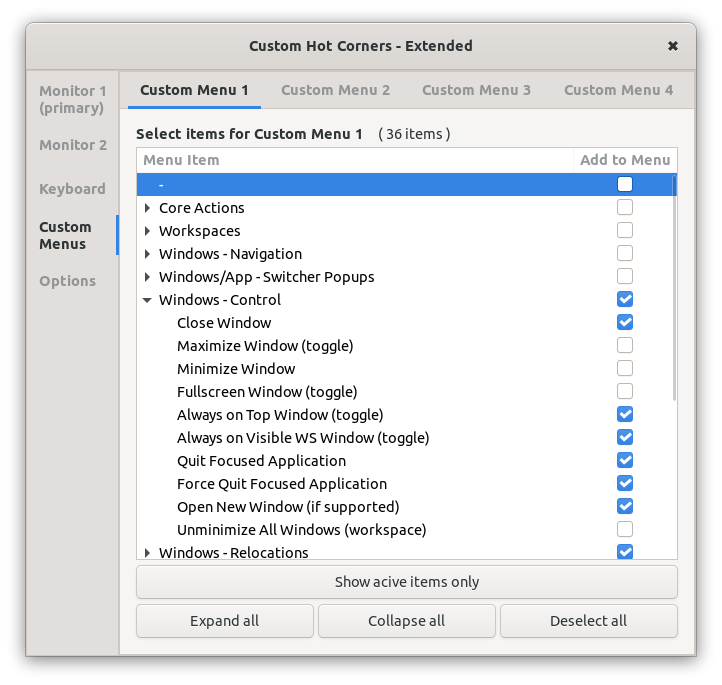 Custom Hot Corners - Extended
Monitor 1
(primary)
Monitor 2
Keyboard
Custom
Menus
Options
Custom Menu 1 Custom Menu 2 Custom Menu 3 Custom Menu 4
Select items for Custom Menu 1 ( 36 items )
Menu Item Add to Menu
-
Core Actions
Workspaces
Windows - Navigation
Windows/App - Switcher Popups
Windows - Control
Close Window
Maximize Window (toggle)
Minimize Window
Fullscreen Window (toggle)
Always on Top Window (toggle)
Always on Visible WS Window (toggle)
Quit Focused Application
Force Quit Focused Application
Open New Window (if supported)
Unminimize All Windows (workspace)
Windows - Relocations
Show acive items only
Expand all Collapse all Deselect all